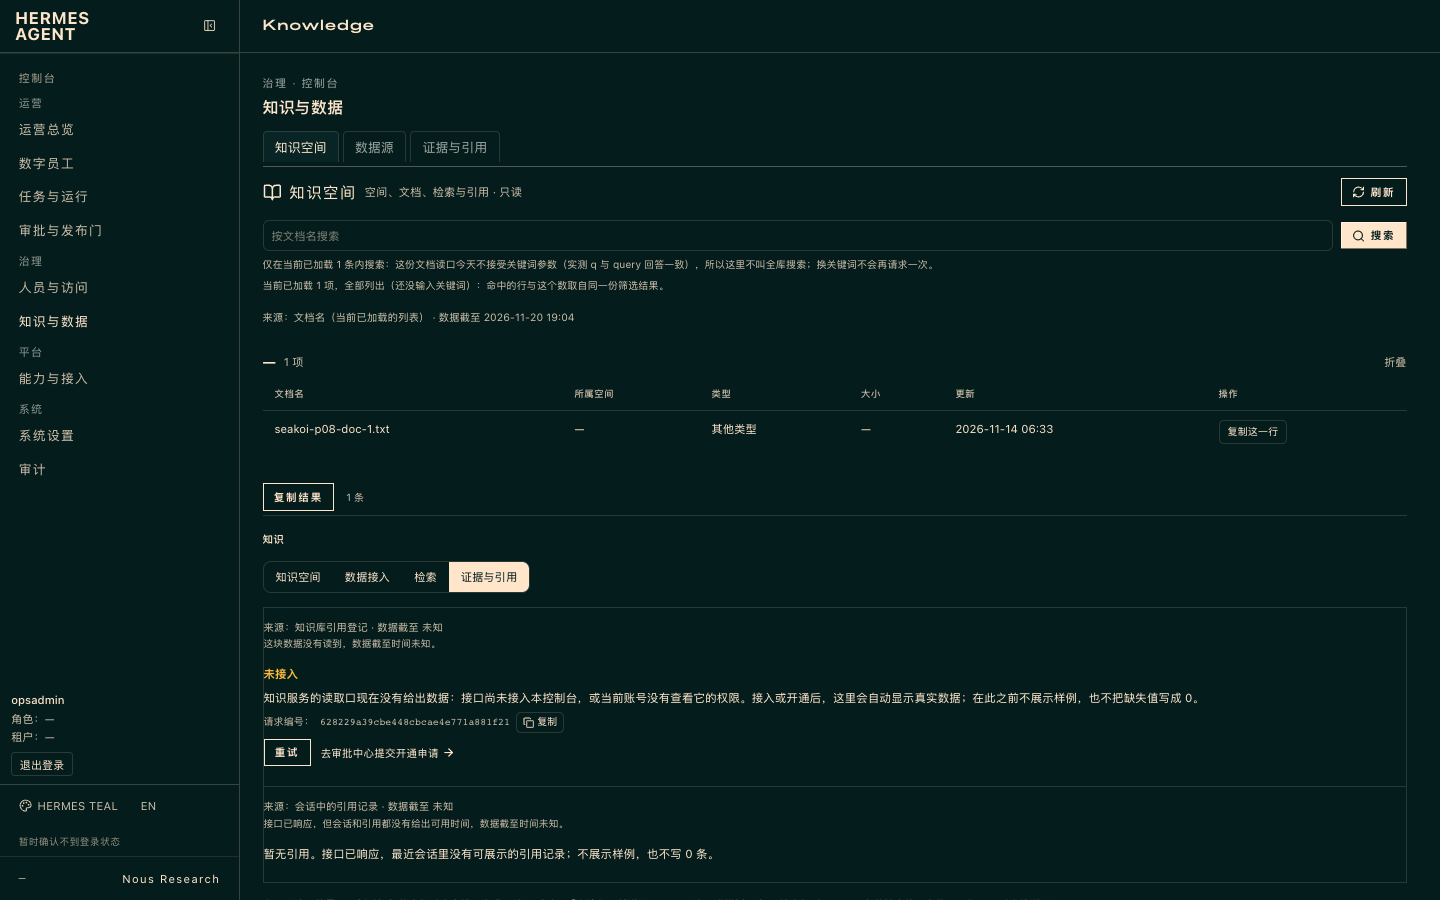 HERMES
AGENT
Knowledge
控制台
运营
运营总览
数字员工
任务与运行
审批与发布门
治理
人员与访问
知识与数据
平台
能力与接入
系统
系统设置
审计
opsadmin
角色: —
租户: —
退出登录
HERMES TEAL EN
暂时确认不到登录状态
— Nous Research
治理 · 控制台
知识与数据
知识空间 数据源 证据与引用
知识空间 空间、文档、检索与引用 · 只读 刷新
按文档名搜索 搜索
仅在当前已加载 1 条内搜索：这份文档读口今天不接受关键词参数（实测 q 与 query 回答一致），所以这里不叫全库搜索；换关键词不会再请求一次。
当前已加载 1 项，全部列出（还没输入关键词）：命中的行与这个数取自同一份筛选结果。
来源：文档名（当前已加载的列表） · 数据截至 2026-11-20 19:04
— 1 项 折叠
文档名 所属空间 类型 大小 更新 操作
seakoi-p08-doc-1.txt — 其他类型 — 2026-11-14 06:33 复制这一行
复制结果 1 条
知识
知识空间 数据接入 检索 证据与引用
来源：知识库引用登记 · 数据截至 未知
这块数据没有读到，数据截至时间未知。
未接入
知识服务的读取口现在没有给出数据：接口尚未接入本控制台，或当前账号没有查看它的权限。接入或开通后，这里会自动显示真实数据；在此之前不展示样例，也不把缺失值写成 0。
请求编号： 628229a39cbe448cbcae4e771a881f21 复制
重试 去审批中心提交开通申请 →
来源：会话中的引用记录 · 数据截至 未知
接口已响应，但会话和引用都没有给出可用时间，数据截至时间未知。
暂无引用。接口已响应，最近会话里没有可展示的引用记录；不展示样例，也不写 0 条。